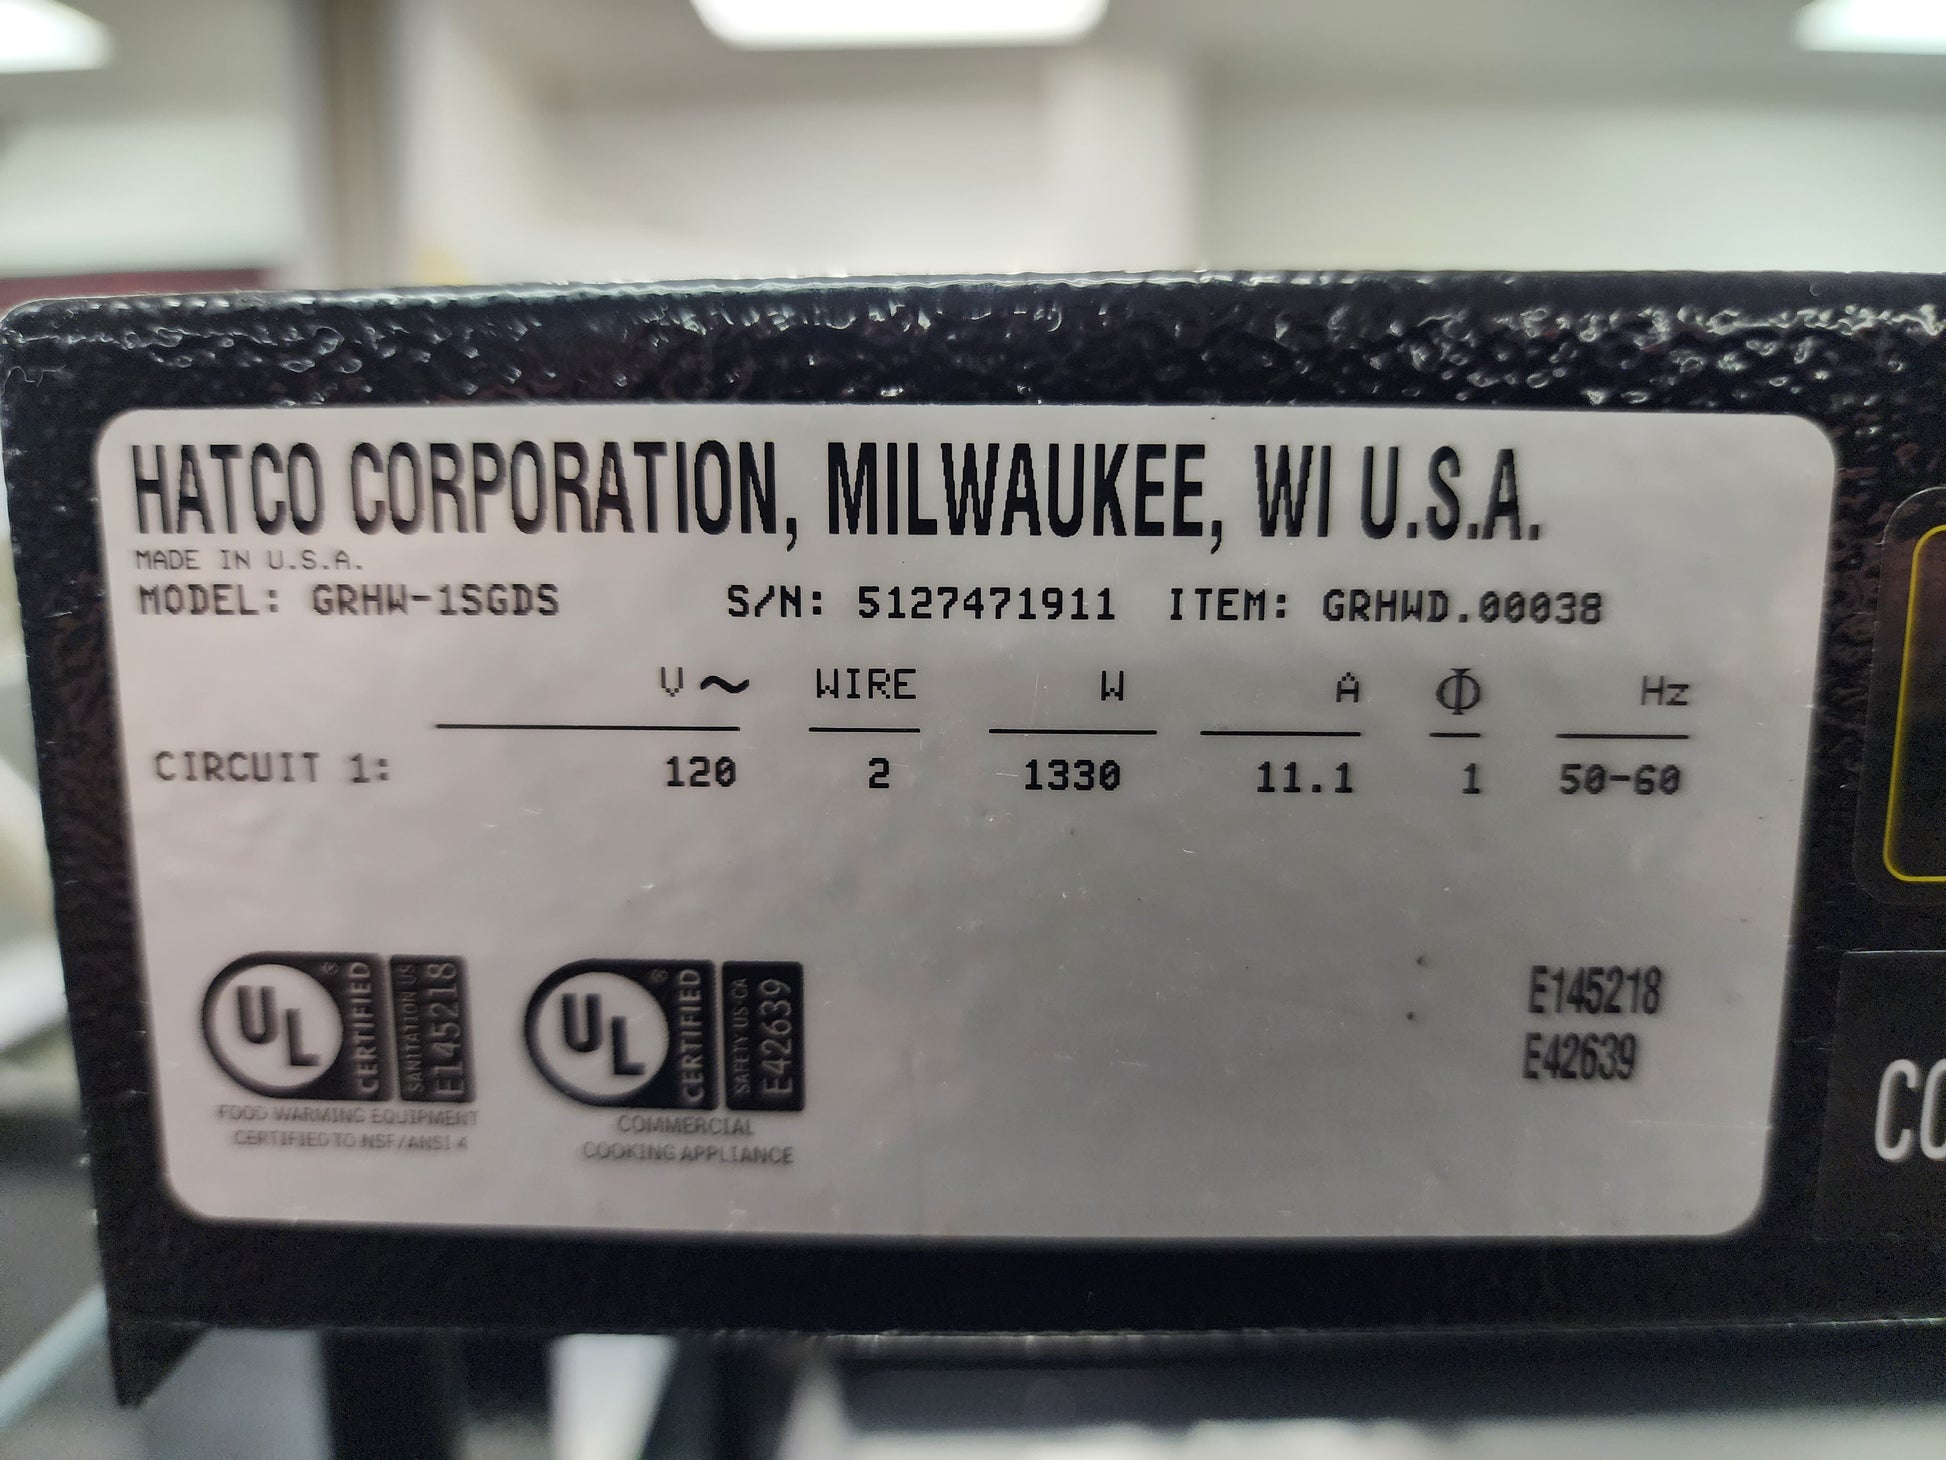 HATCO CORPORATION, MILWAUKEE, WI U.S.A.
MADE IN U.S.A.
MODEL: GRHW-1SGDS S/N: 5127471911 ITEM: GRHWD.00038
V~ WIRE W A Φ Hz
CIRCUIT 1: 120 2 1330 11.1 1 50-60
UL ® CERTIFIED SANITATION US E145218
FOOD WARMING EQUIPMENT
CERTIFIED TO NSF/ANSI 4
UL ® CERTIFIED SAFETY US-CA E42639
COMMERCIAL
COOKING APPLIANCE
E145218
E42639
CO